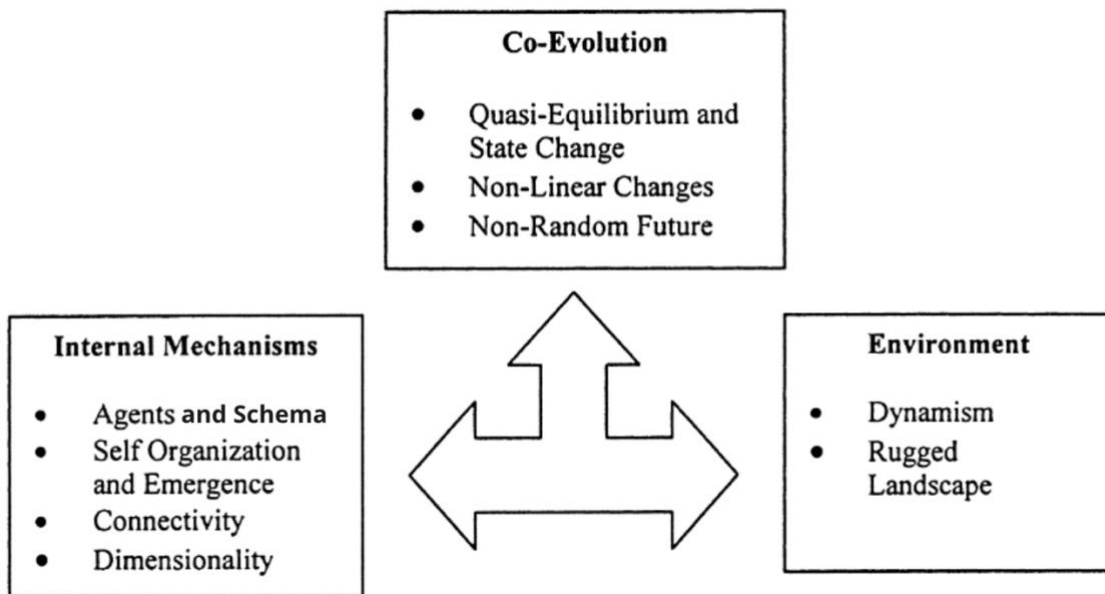 Co-Evolution
• Quasi-Equilibrium and
State Change
• Non-Linear Changes
• Non-Random Future
Internal Mechanisms
• Agents and Schema
• Self Organization
and Emergence
• Connectivity
• Dimensionality
Environment
• Dynamism
• Rugged
Landscape